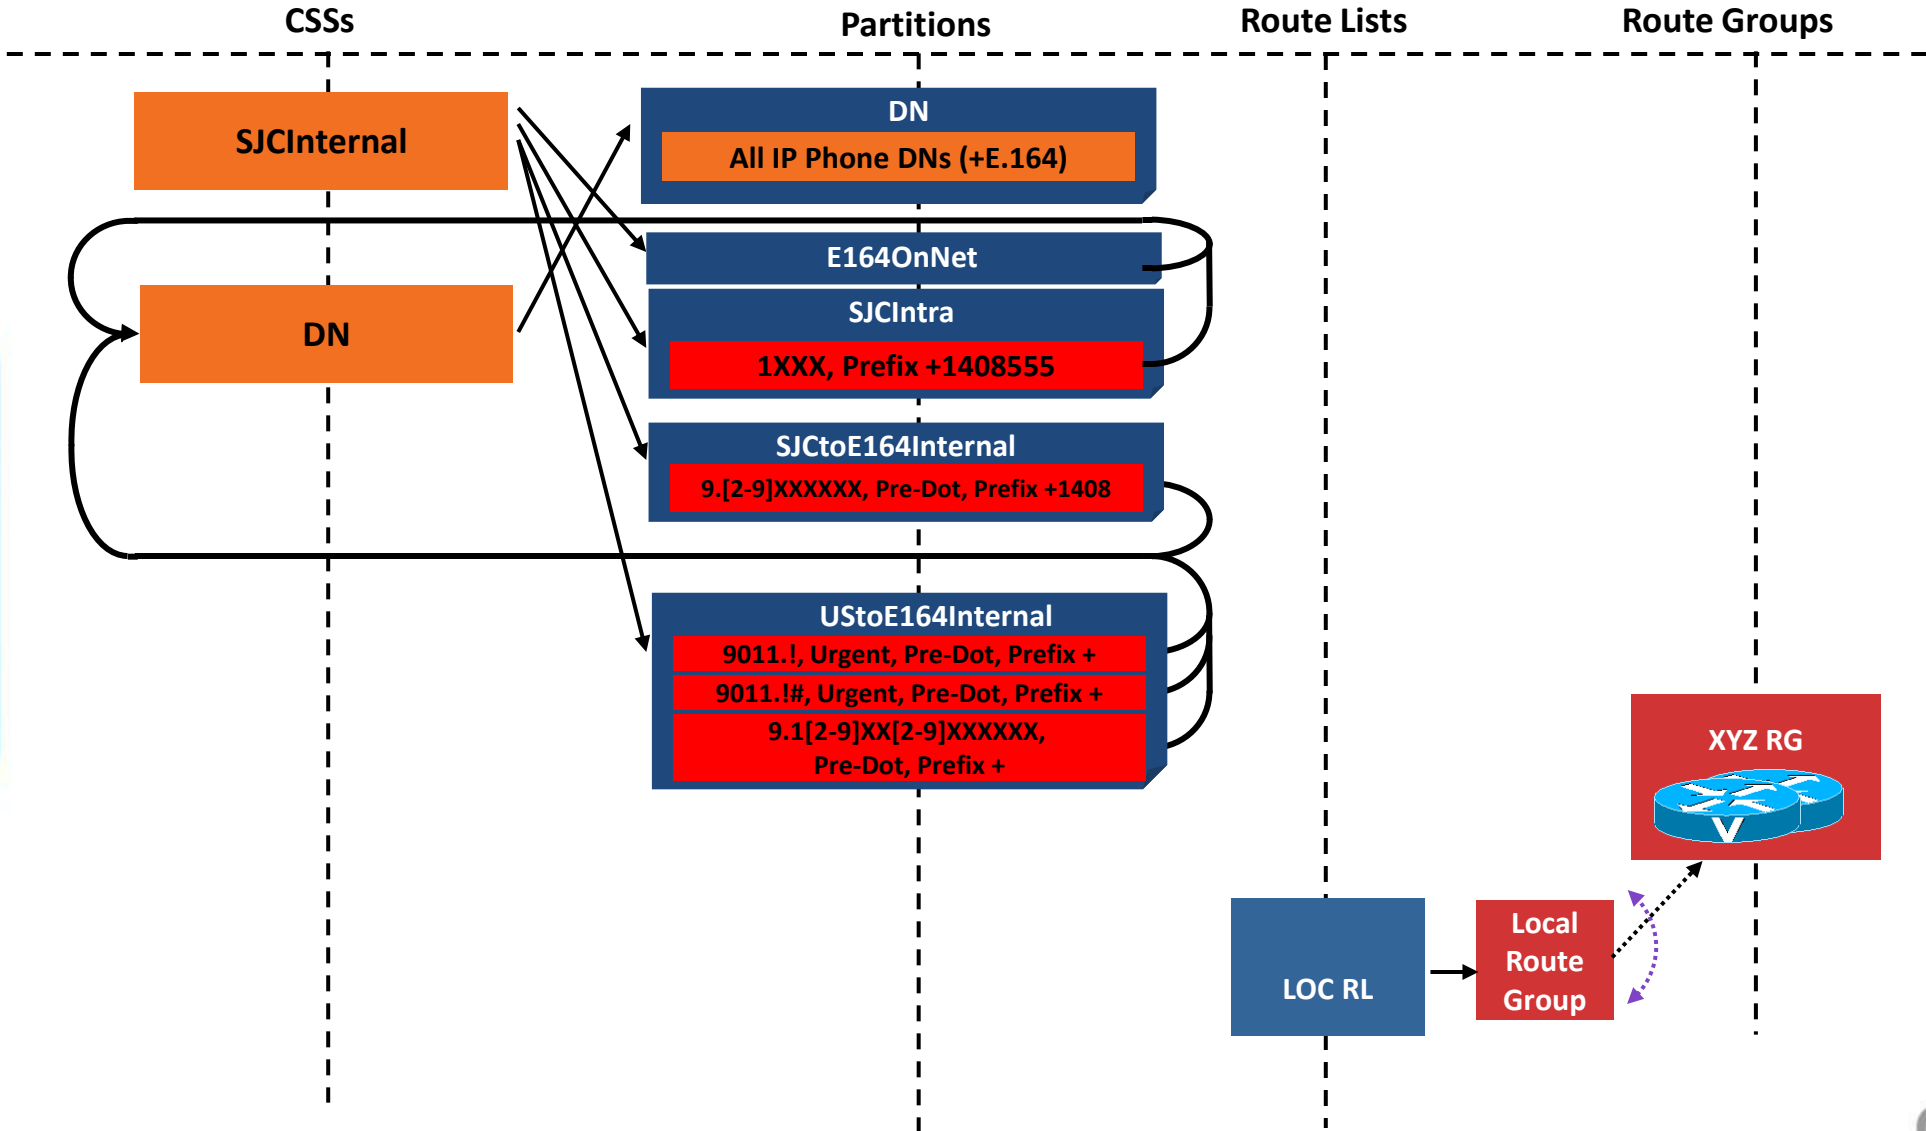 CSSs
Partitions
Route Lists
Route Groups
SJCInternal
DN
All IP Phone DNs (+E.164)
E164OnNet
DN
SJCIntra
1XXX, Prefix +1408555
SJCtoE164Internal
9.[2-9]XXXXXX, Pre-Dot, Prefix +1408
UStoE164Internal
9011.!, Urgent, Pre-Dot, Prefix +
9011.!#, Urgent, Pre-Dot, Prefix +
9.1[2-9]XX[2-9]XXXXXX,
Pre-Dot, Prefix +
XYZ RG
V
LOC RL
Local
Route
Group